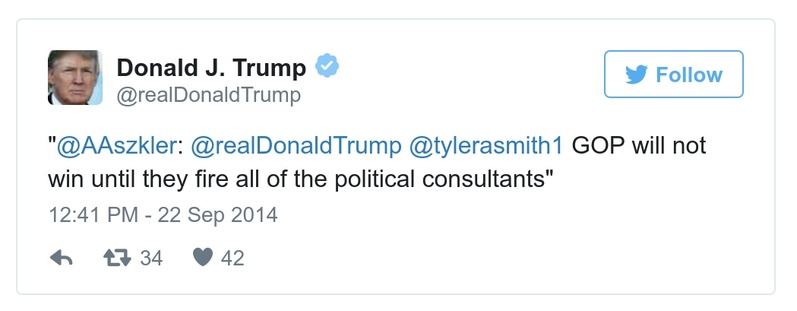 Donald J. Trump
@realDonaldTrump
Follow
"@AAszkler: @realDonaldTrump @tylerasmith1 GOP will not
win until they fire all of the political consultants"
12:41 PM - 22 Sep 2014
34 42